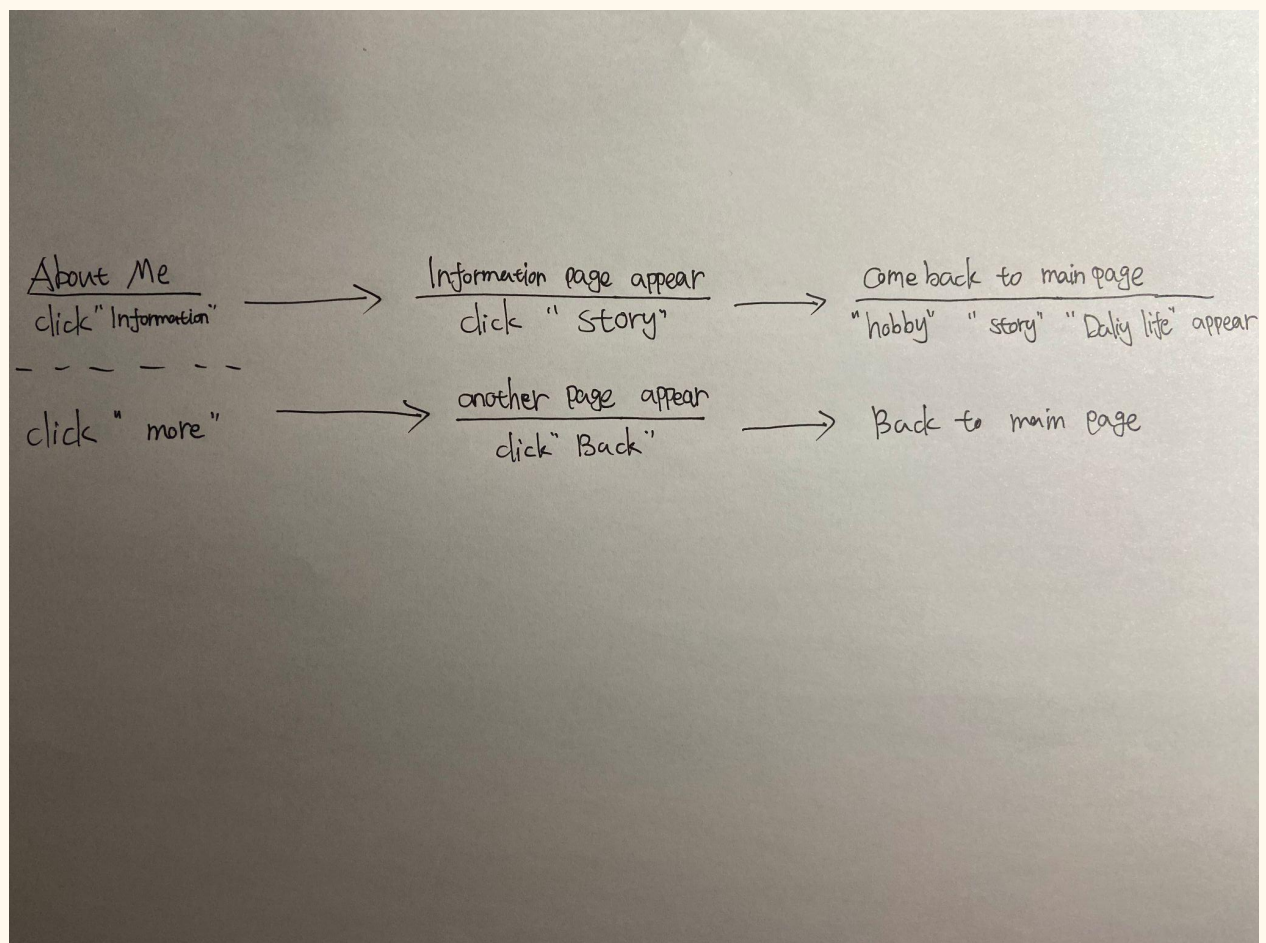 About Me
click "Information"
Information page appear
click "story"
Come back to main page
"hobby" "story" "Daliy life" appear
click "more"
another page appear
click "Back"
Back to main page